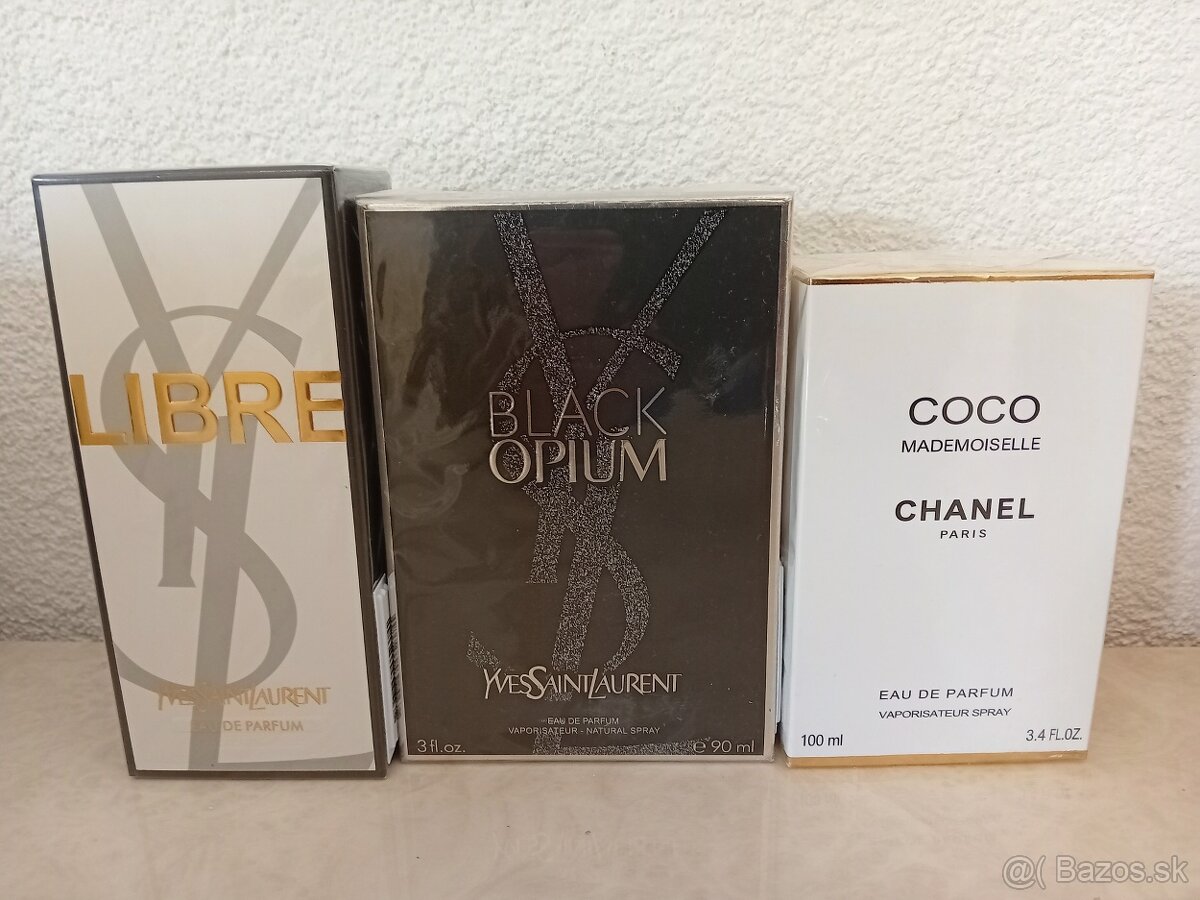 LIBRE
YVESSAINTLAURENT
EAU DE PARFUM
BLACK
OPIUM
YVESSAINTLAURENT
EAU DE PARFUM
VAPORISATEUR - NATURAL SPRAY
3 fl.oz.
e 90 ml
COCO
MADEMOISELLE
CHANEL
PARIS
EAU DE PARFUM
VAPORISATEUR SPRAY
100 ml
3.4 FL.OZ.
@( Bazos.sk